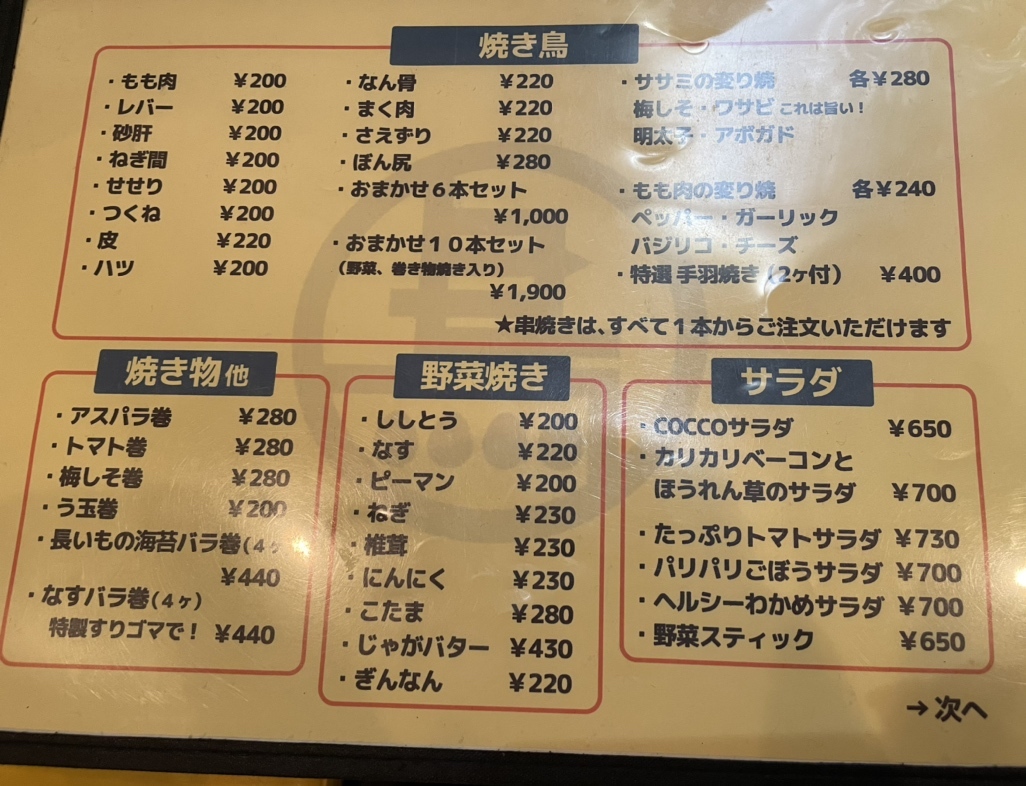 焼き鳥
・もも肉 ¥200
・レバー ¥200
・砂肝 ¥200
・ねぎ間 ¥200
・せせり ¥200
・つくね ¥200
・皮 ¥220
・ハツ ¥200
・なん骨 ¥220
・まく肉 ¥220
・さえずり ¥220
・ぼん尻 ¥280
・おまかせ6本セット
¥1,000
・おまかせ10本セット
(野菜、巻き物焼き入り)
¥1,900
・ササミの変り焼 各¥280
梅しそ・ワサビ これは旨い!
明太子・アボガド
・もも肉の変り焼 各¥240
ペッパー・ガーリック
バジリコ・チーズ
・特選 手羽焼き(2ヶ付) ¥400
★串焼きは、すべて1本からご注文いただけます
焼き物他
・アスパラ巻 ¥280
・トマト巻 ¥280
・梅しそ巻 ¥280
・う玉巻 ¥200
・長いもの海苔バラ巻(4ヶ
¥440
・なすバラ巻(4ヶ)
特製すりゴマで! ¥440
野菜焼き
・ししとう ¥200
・なす ¥220
・ピーマン ¥200
・ねぎ ¥230
・椎茸 ¥230
・にんにく ¥230
・こたま ¥280
・じゃがバター ¥430
・ぎんなん ¥220
サラダ
・COCCOサラダ ¥650
・カリカリベーコンと
ほうれん草のサラダ ¥700
・たっぷりトマトサラダ ¥730
・パリパリごぼうサラダ ¥700
・ヘルシーわかめサラダ ¥700
・野菜スティック ¥650
→次へ